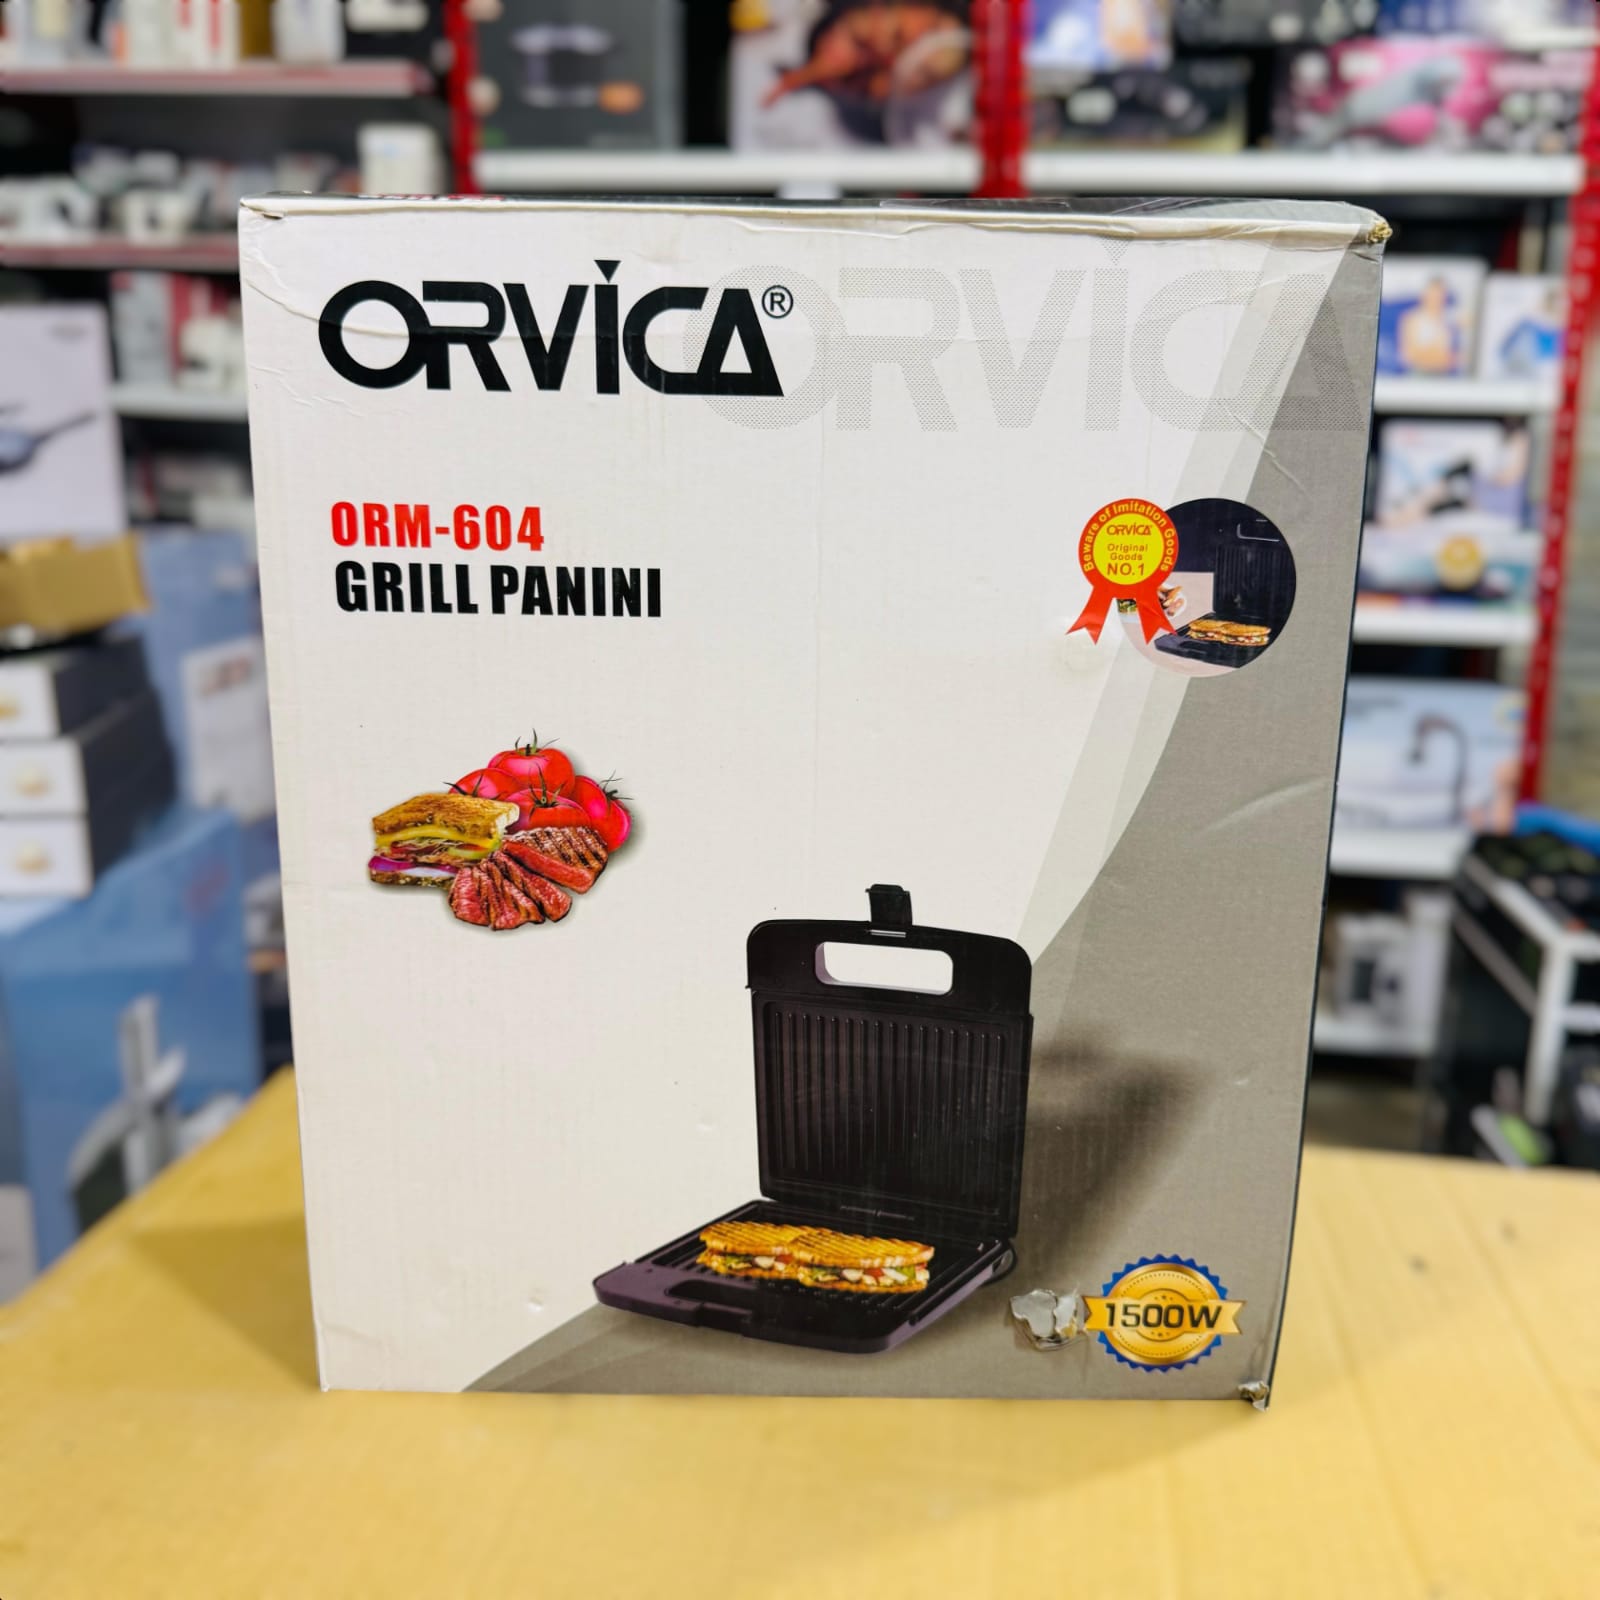 ORVICA®
ORVICA
ORM-604
GRILL PANINI
Beware of Imitation Goods
ORVICA
Original
Goods
NO.1
1500W